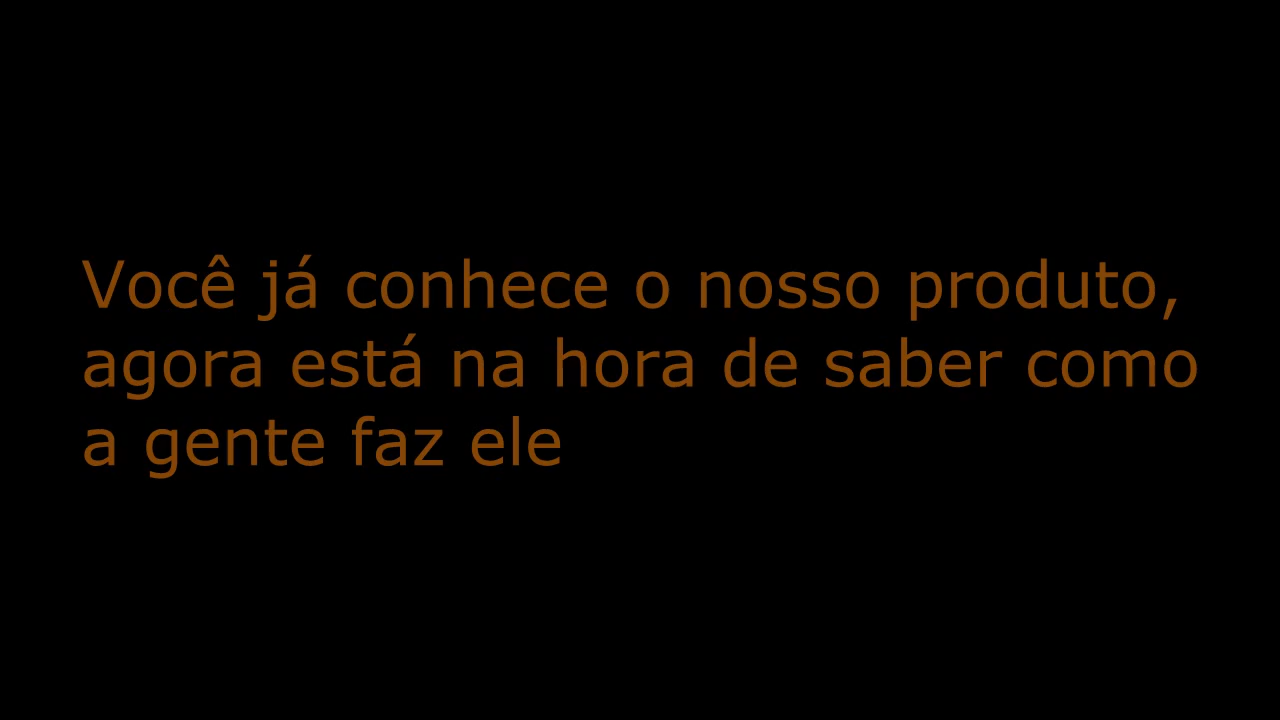 Você já conhece o nosso produto,
agora está na hora de saber como
a gente faz ele